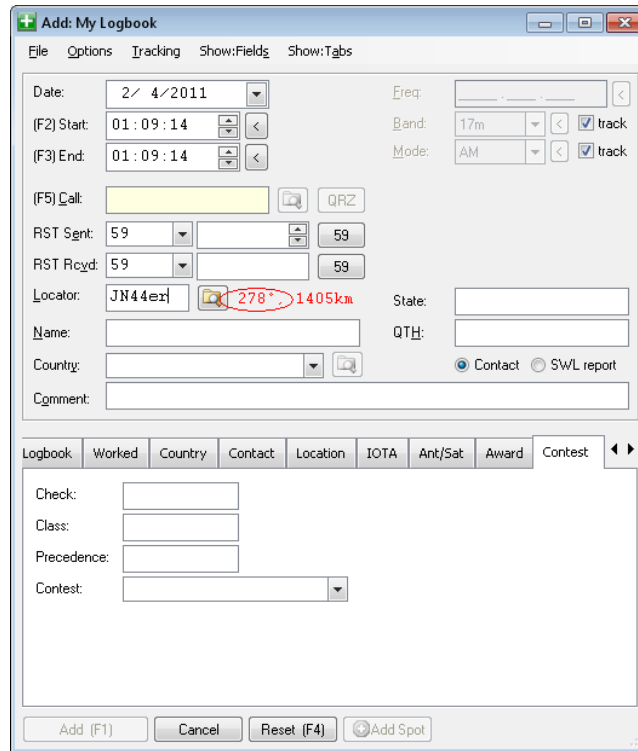 Add: My Logbook
File Options Tracking Show:Fields Show:Tabs
Date: 2/ 4/2011 Freq: ___ . ___ . ___ <
(F2) Start: 01:09:14 < Band: 17m < track
(F3) End: 01:09:14 < Mode: AM < track
(F5) Call: QRZ
RST Sent: 59 59
RST Rcvd: 59 59
Locator: JN44er 278°, 1405km State:
Name: QTH:
Country: Contact SWL report
Comment:
Logbook Worked Country Contact Location IOTA Ant/Sat Award Contest
Check:
Class:
Precedence:
Contest:
Add (F1) Cancel Reset (F4) Add Spot